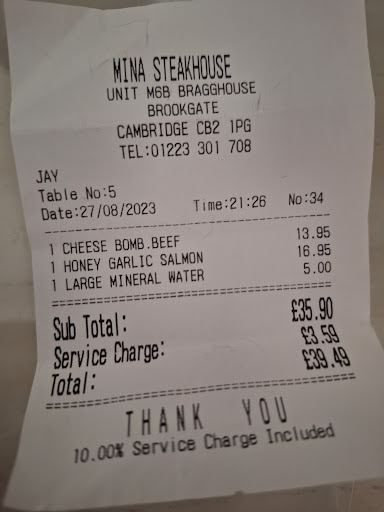 MINA STEAKHOUSE
UNIT M6B BRAGGHOUSE
BROOKGATE
CAMBRIDGE CB2 1PG
TEL:01223 301 708
JAY
Table No:5
Date:27/08/2023 Time:21:26 No:34
1 CHEESE BOMB.BEEF 13.95
1 HONEY GARLIC SALMON 16.95
1 LARGE MINERAL WATER 5.00
Sub Total: £35.90
Service Charge: £3.59
Total: £39.49
THANK YOU
10.00% Service Charge Included